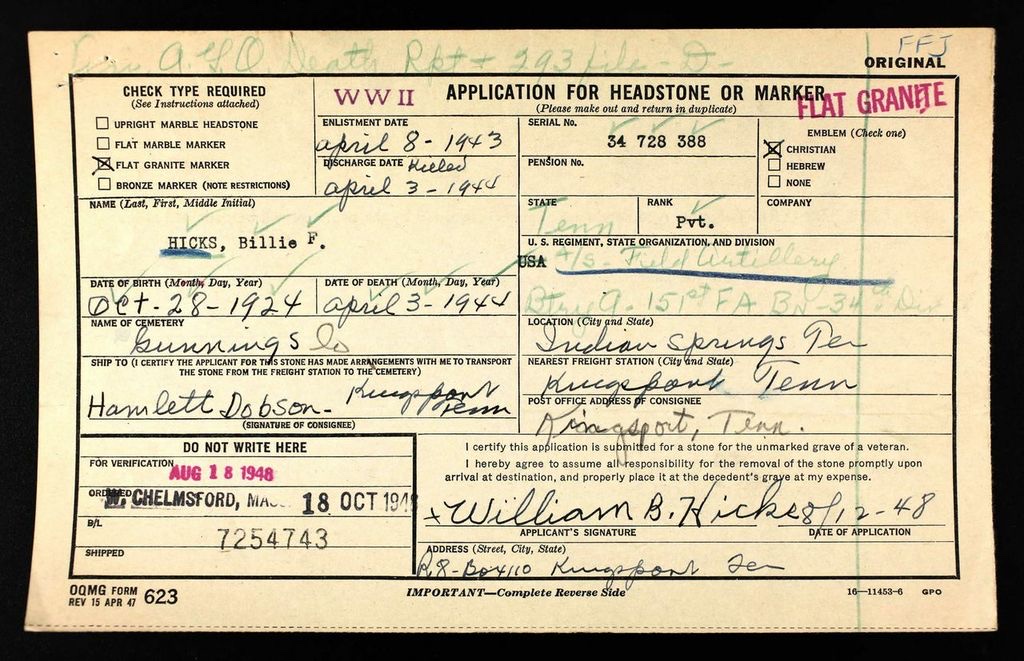 A.G.O. Death Rpt + 293 file - D -
FFJ
ORIGINAL
CHECK TYPE REQUIRED
(See Instructions attached)
UPRIGHT MARBLE HEADSTONE
FLAT MARBLE MARKER
FLAT GRANITE MARKER
BRONZE MARKER (NOTE RESTRICTIONS)
WWII
APPLICATION FOR HEADSTONE OR MARKER
(Please make out and return in duplicate)
FLAT GRANITE
ENLISTMENT DATE
april 8 - 1943
DISCHARGE DATE Killed
april 3 - 1944
SERIAL No.
34 728 388
PENSION No.
EMBLEM (Check one)
CHRISTIAN
HEBREW
NONE
NAME (Last, First, Middle Initial)
HICKS, Billie F.
STATE
Tenn
RANK
Pvt.
COMPANY
U. S. REGIMENT, STATE ORGANIZATION, AND DIVISION
USA A/S - Field Artillery
Btry A - 151st FA Bn - 34th Div
DATE OF BIRTH (Month, Day, Year)
Oct - 28 - 1924
DATE OF DEATH (Month, Day, Year)
april 3 - 1944
NAME OF CEMETERY
Gunnings
LOCATION (City and State)
Indian Springs Ten
SHIP TO (I CERTIFY THE APPLICANT FOR THIS STONE HAS MADE ARRANGEMENTS WITH ME TO TRANSPORT
THE STONE FROM THE FREIGHT STATION TO THE CEMETERY)
Hamlett Dobson - Kingsport Tenn
(SIGNATURE OF CONSIGNEE)
NEAREST FREIGHT STATION (City and State)
Kingsport Tenn
POST OFFICE ADDRESS OF CONSIGNEE
Kingsport, Tenn.
DO NOT WRITE HERE
FOR VERIFICATION
AUG 18 1948
ORDERED
W. CHELMSFORD, MA 18 OCT 1948
B/L
7254743
SHIPPED
I certify this application is submitted for a stone for the unmarked grave of a veteran.
I hereby agree to assume all responsibility for the removal of the stone promptly upon
arrival at destination, and properly place it at the decedent's grave at my expense.
x William B. Hicks 8/12-48
APPLICANT'S SIGNATURE
DATE OF APPLICATION
ADDRESS (Street, City, State)
R 8 - Box 410 Kingsport Ten
OQMG FORM
REV 15 APR 47 623
IMPORTANT—Complete Reverse Side
16—11453-6 GPO